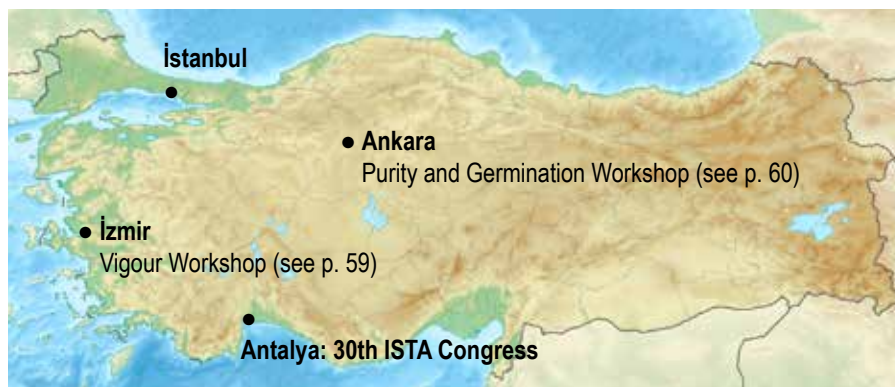 İstanbul
Ankara
Purity and Germination Workshop (see p. 60)
İzmir
Vigour Workshop (see p. 59)
Antalya: 30th ISTA Congress